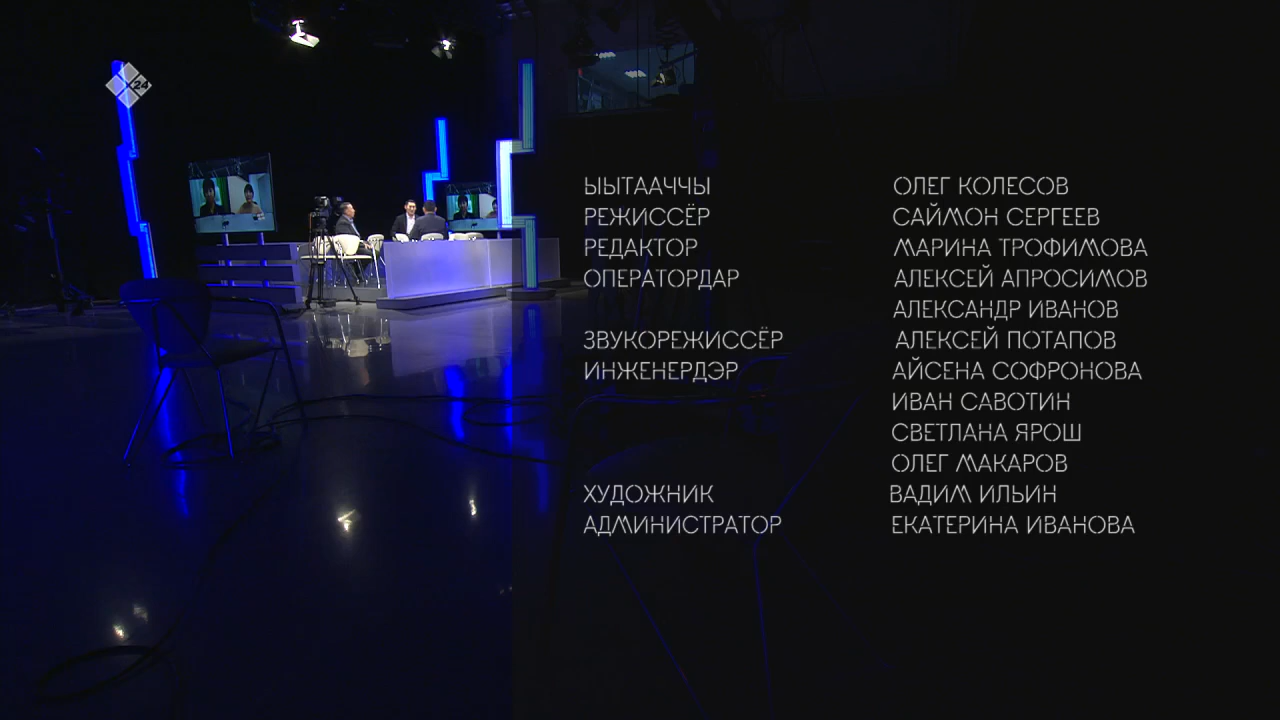 X24
ЫЫТААЧЧЫ ОЛЕГ КОЛЕСОВ
РЕЖИССЁР САЙМОН СЕРГЕЕВ
РЕДАКТОР МАРИНА ТРОФИМОВА
ОПЕРАТОРДАР АЛЕКСЕЙ АПРОСИМОВ
АЛЕКСАНДР ИВАНОВ
ЗВУКОРЕЖИССЁР АЛЕКСЕЙ ПОТАПОВ
ИНЖЕНЕРДЭР АЙСЕНА СОФРОНОВА
ИВАН САВОТИН
СВЕТЛАНА ЯРОШ
ОЛЕГ МАКАРОВ
ХУДОЖНИК ВАДИМ ИЛЬИН
АДМИНИСТРАТОР ЕКАТЕРИНА ИВАНОВА